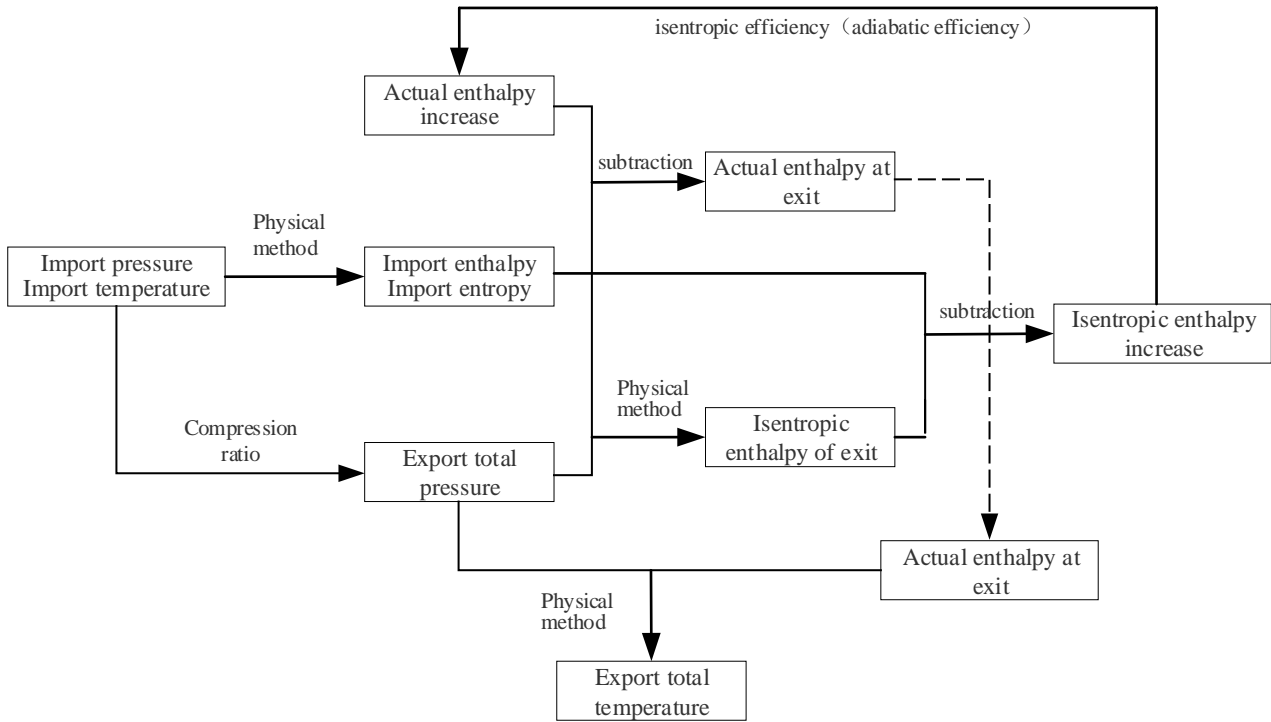 isentropic efficiency（adiabatic efficiency）
Actual enthalpy
increase
subtraction
Actual enthalpy at
exit
Physical
method
Import pressure
Import temperature
Import enthalpy
Import entropy
subtraction
Isentropic enthalpy
increase
Physical
method
Isentropic
enthalpy of exit
Compression
ratio
Export total
pressure
Actual enthalpy at
exit
Physical
method
Export total
temperature